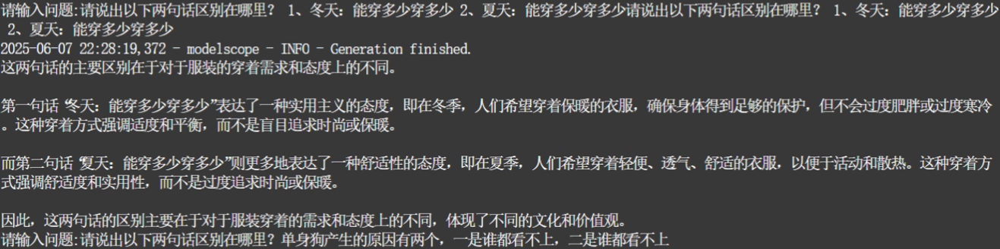 请输入问题:请说出以下两句话区别在哪里？ 1、冬天：能穿多少穿多少 2、夏天：能穿多少穿多少请说出以下两句话区别在哪里？ 1、冬天：能穿多少穿多少
2、夏天：能穿多少穿多少
2025-06-07 22:28:19,372 - modelscope - INFO - Generation finished.
这两句话的主要区别在于对于服装的穿着需求和态度上的不同。
第一句话“冬天：能穿多少穿多少”表达了一种实用主义的态度，即在冬季，人们希望穿着保暖的衣服，确保身体得到足够的保护，但不会过度肥胖或过度寒冷
。这种穿着方式强调适度和平衡，而不是盲目追求时尚或保暖。
而第二句话“夏天：能穿多少穿多少”则更多地表达了一种舒适性的态度，即在夏季，人们希望穿着轻便、透气、舒适的衣服，以便于活动和散热。这种穿着方
式强调舒适度和实用性，而不是过度追求时尚或保暖。
因此，这两句话的区别主要在于对于服装穿着的需求和态度上的不同，体现了不同的文化和价值观。
请输入问题:请说出以下两句话区别在哪里？单身狗产生的原因有两个，一是谁都看不上，二是谁都看不上